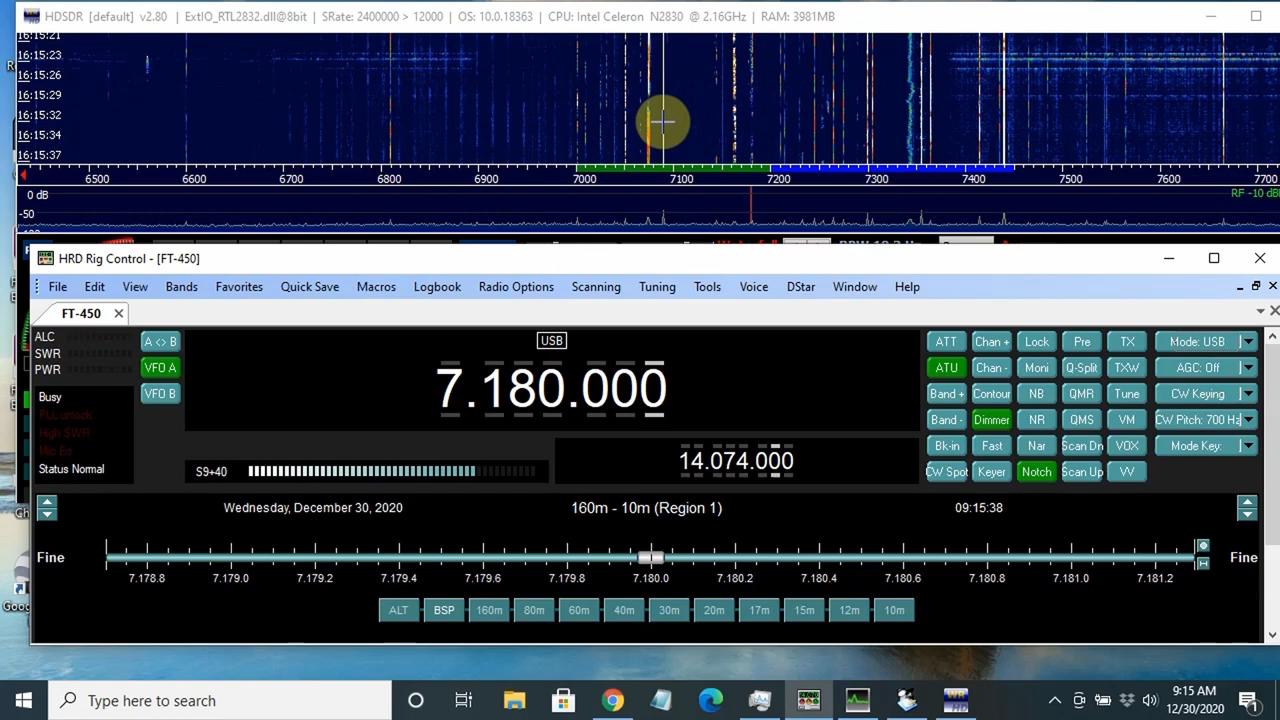 HDSDR [default] v2.80 | ExtIO_RTL2832.dll@8bit | SRate: 2400000 > 12000 | OS: 10.0.18363 | CPU: Intel Celeron N2830 @ 2.16GHz | RAM: 3981MB
16:15:21
16:15:23
16:15:26
16:15:29
16:15:32
16:15:34
16:15:37
6500 6600 6700 6800 6900 7000 7100 7200 7300 7400 7500 7600 7700
0 dB RF -10 dB
-50
HRD Rig Control - [FT-450]
File Edit View Bands Favorites Quick Save Macros Logbook Radio Options Scanning Tuning Tools Voice DStar Window Help
FT-450
ALC A <> B USB ATT Chan + Lock Pre TX Mode: USB
SWR
PWR VFO A 7.180.000 ATU Chan - Moni Q-Split TXW AGC: Off
Busy VFO B Band + Contour NB QMR Tune CW Keying
PLL unlock
High SWR Band - Dimmer NR QMS VM CW Pitch: 700 Hz
Mic Eq
Status Normal S9+40 14.074.000 Bk-in Fast Nar Scan Dn VOX Mode Key:
CW Spot Keyer Notch Scan Up VV
Wednesday, December 30, 2020 160m - 10m (Region 1) 09:15:38
Fine Fine
7.178.8 7.179.0 7.179.2 7.179.4 7.179.6 7.179.8 7.180.0 7.180.2 7.180.4 7.180.6 7.180.8 7.181.0 7.181.2
ALT BSP 160m 80m 60m 40m 30m 20m 17m 15m 12m 10m
Type here to search
9:15 AM
12/30/2020
1